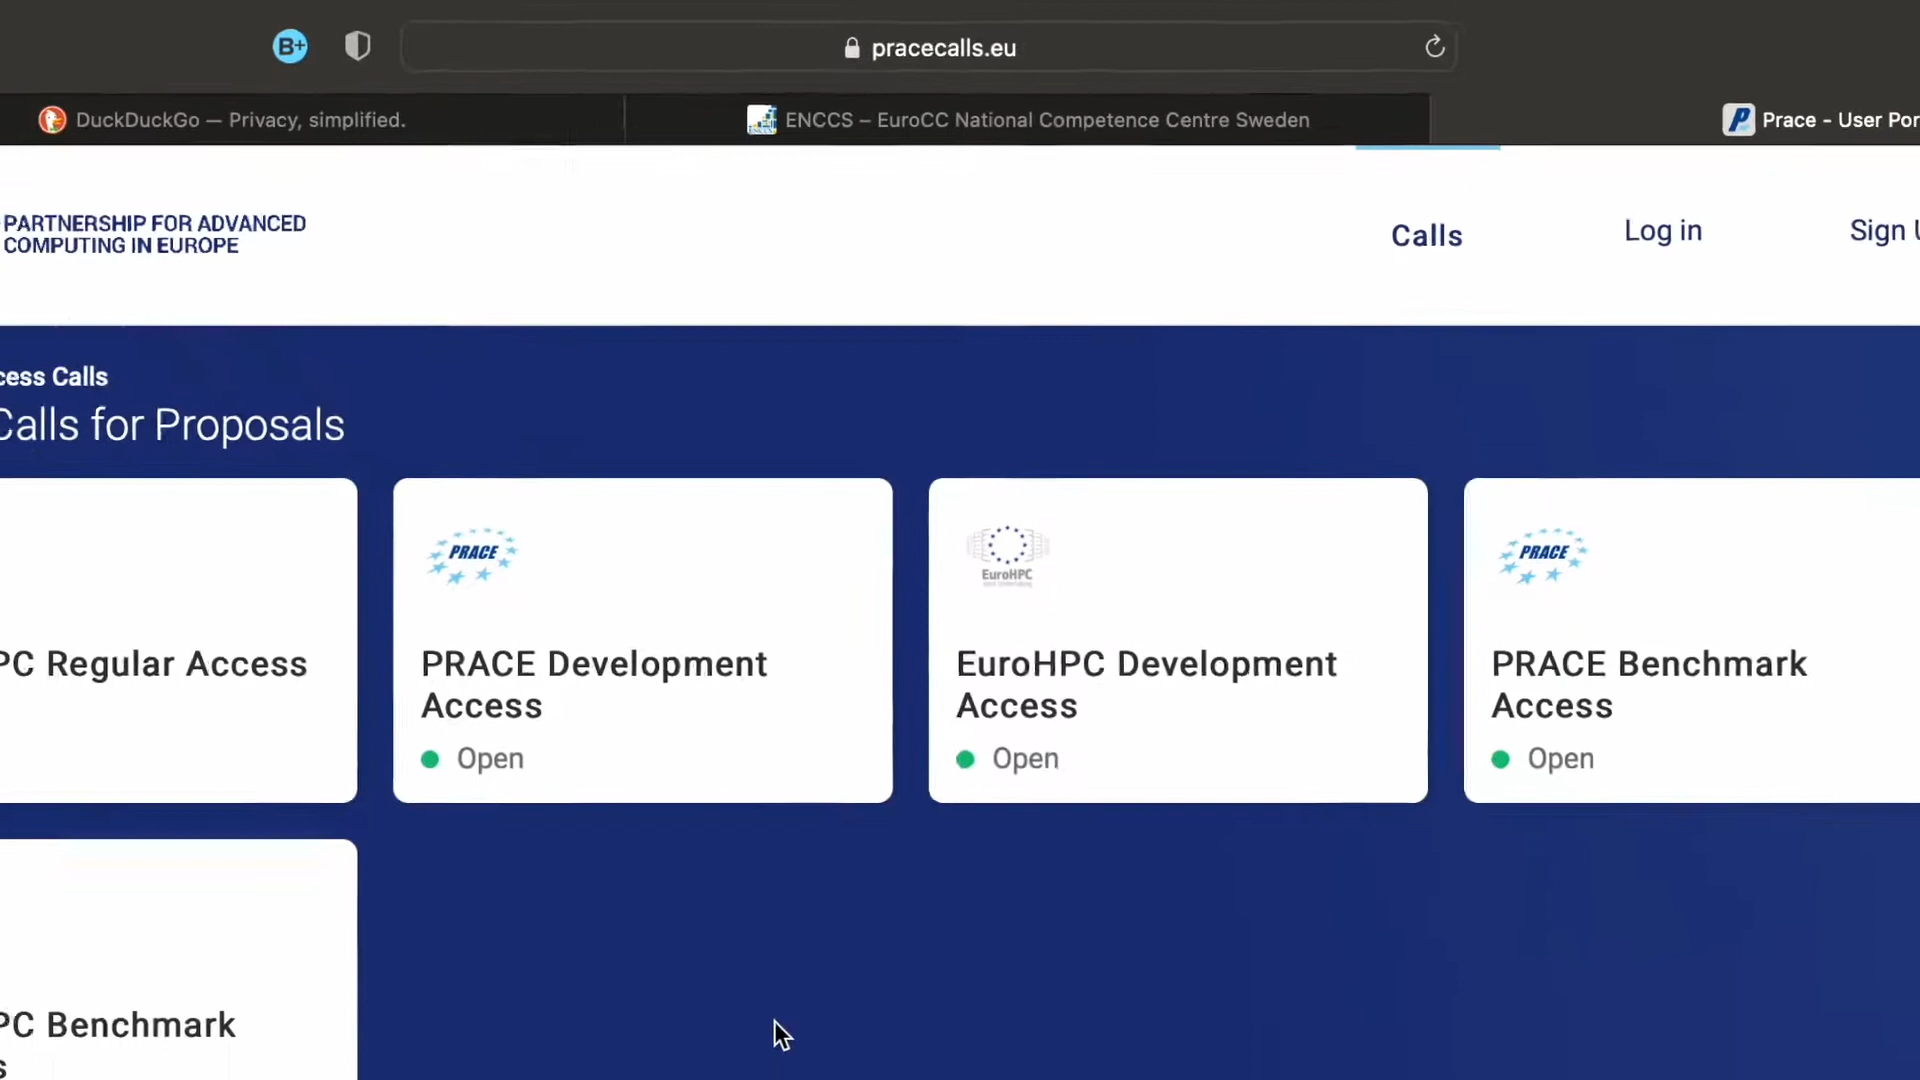 B+
pracecalls.eu
DuckDuckGo — Privacy, simplified.
ENCCS – EuroCC National Competence Centre Sweden
Prace - User Por
PARTNERSHIP FOR ADVANCED
COMPUTING IN EUROPE
Calls
Log in
Sign U
cess Calls
Calls for Proposals
PC Regular Access
PRACE
PRACE Development
Access
Open
EuroHPC
EuroHPC Development
Access
Open
PRACE
PRACE Benchmark
Access
Open
PC Benchmark
s